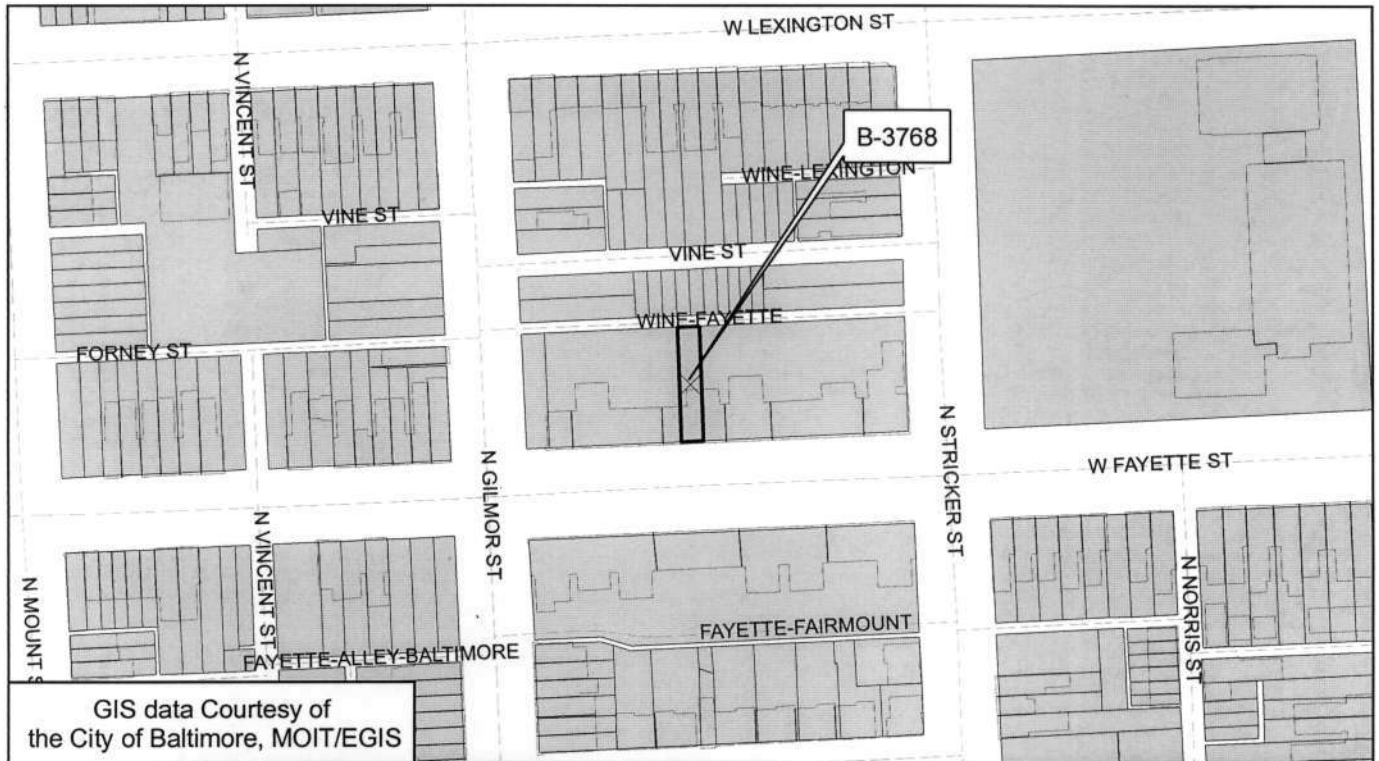 W LEXINGTON ST
N VINCENT ST
B-3768
WINE-LEXINGTON
VINE ST
VINE ST
WINE-FAYETTE
FORNEY ST
N STRICKER ST
N GILMOR ST
W FAYETTE ST
N VINCENT ST
N MOUNT S
N NORRIS ST
FAYETTE-FAIRMOUNT
FAYETTE-ALLEY-BALTIMORE
GIS data Courtesy of
the City of Baltimore, MOIT/EGIS